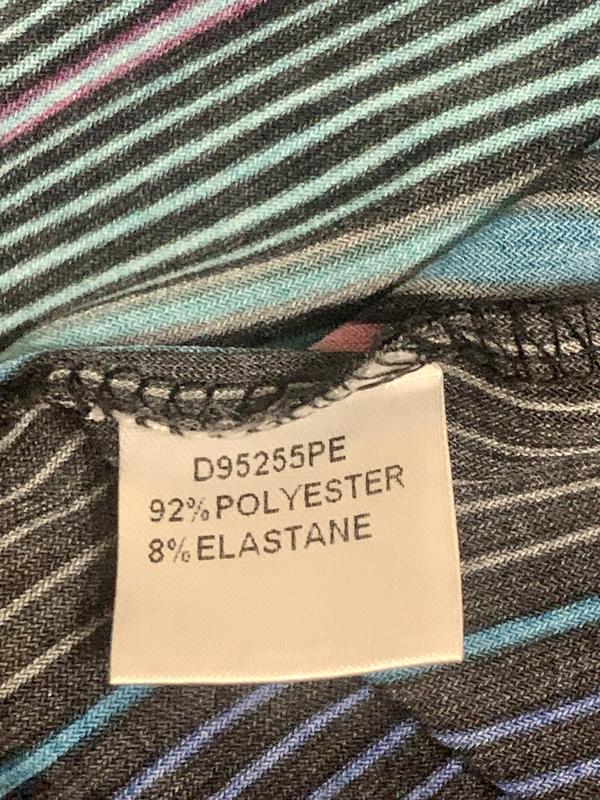 D95255PE
92% POLYESTER
8% ELASTANE